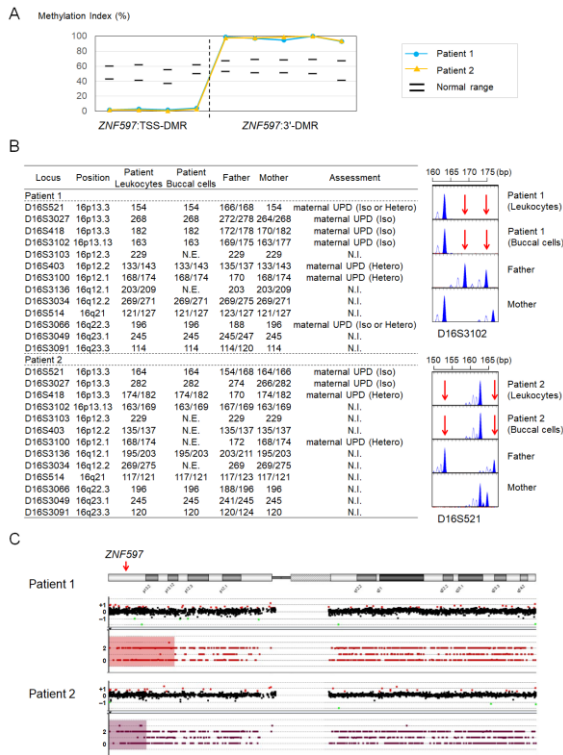 A
Methylation Index (%)
100
80
60
40
20
0
ZNF597:TSS-DMR
ZNF597:3'-DMR
Patient 1
Patient 2
Normal range
B
Locus Position Patient Leukocytes Patient Buccal cells Father Mother Assessment
Patient 1
D16S521 16p13.3 154 154 166/168 154 maternal UPD (Iso or Hetero)
D16S3027 16p13.3 268 268 272/278 264/268 maternal UPD (Iso)
D16S418 16p13.3 182 182 172/178 170/182 maternal UPD (Iso)
D16S3102 16p13.13 163 163 169/175 163/177 maternal UPD (Iso)
D16S3103 16p12.3 229 N.E. 229 229 N.I.
D16S403 16p12.2 133/143 133/143 135/137 133/143 maternal UPD (Hetero)
D16S3100 16p12.1 168/174 168/174 170 168/174 maternal UPD (Hetero)
D16S3136 16q12.1 203/209 N.E. 203 203/209 N.I.
D16S3034 16q12.2 269/271 269/271 269/275 269/271 N.I.
D16S514 16q21 121/127 121/127 123/127 121/127 N.I.
D16S3066 16q22.3 196 196 188 196 maternal UPD (Iso or Hetero)
D16S3049 16q23.1 245 245 245/247 245 N.I.
D16S3091 16q23.3 114 114 114/120 114 N.I.
Patient 2
D16S521 16p13.3 164 164 154/168 164/166 maternal UPD (Iso)
D16S3027 16p13.3 282 282 274 266/282 maternal UPD (Iso)
D16S418 16p13.3 174/182 174/182 170 174/182 maternal UPD (Hetero)
D16S3102 16p13.13 163/169 163/169 167/169 163/169 N.I.
D16S3103 16p12.3 229 N.E. 229 229 N.I.
D16S403 16p12.2 135/137 N.E. 135/137 135/137 N.I.
D16S3100 16p12.1 168/174 N.E. 172 168/174 maternal UPD (Hetero)
D16S3136 16q12.1 195/203 195/203 203/211 195/203 N.I.
D16S3034 16q12.2 269/275 N.E. 269 269/275 N.I.
D16S514 16q21 117/121 117/121 117/123 117/121 N.I.
D16S3066 16q22.3 196 N.E. 188/196 196 N.I.
D16S3049 16q23.1 245 245 241/245 245 N.I.
D16S3091 16q23.3 120 120 120/124 120 N.I.
160 165 170 175 (bp)
Patient 1
(Leukocytes)
Patient 1
(Buccal cells)
Father
Mother
D16S3102
150 155 160 165 (bp)
Patient 2
(Leukocytes)
Patient 2
(Buccal cells)
Father
Mother
D16S521
C
ZNF597
Patient 1
+1
0
−1
2
0
Patient 2
+1
0
−1
2
0